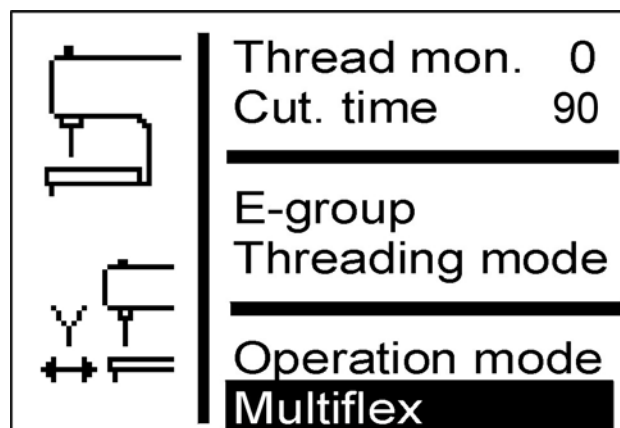 Thread mon. 0
Cut. time 90
E-group
Threading mode
Operation mode
Multiflex